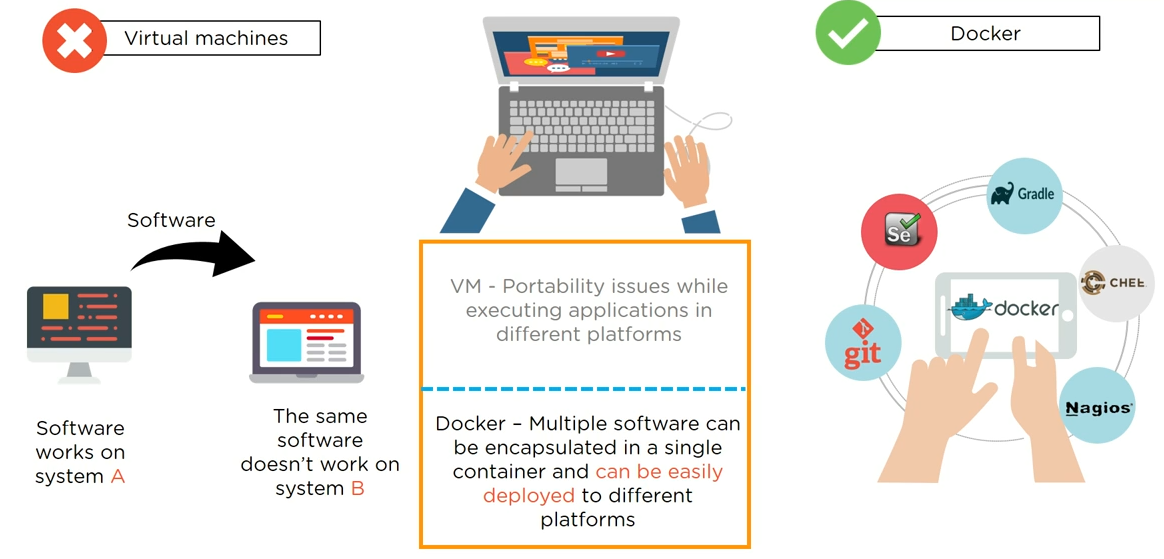 Virtual machines
Docker
Software
Software
works on
system A
The same
software
doesn't work on
system B
VM - Portability issues while
executing applications in
different platforms
Docker – Multiple software can
be encapsulated in a single
container and can be easily
deployed to different
platforms
Gradle
Se
CHEF
docker
git
Nagios®